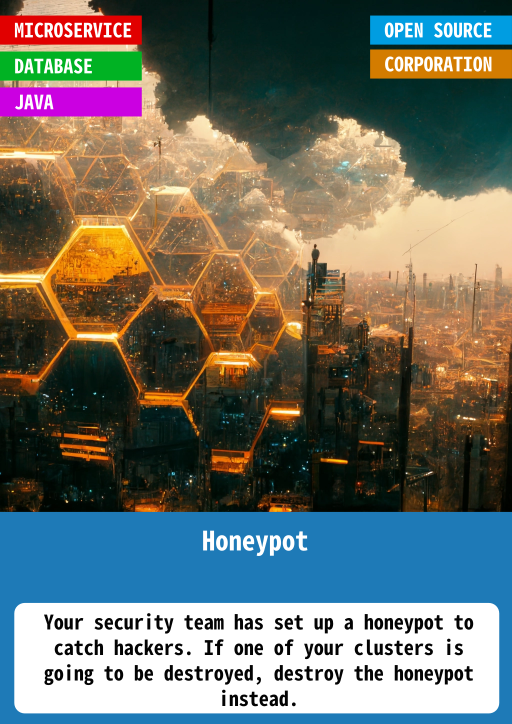 MICROSERVICE
DATABASE
JAVA
OPEN SOURCE
CORPORATION
Honeypot
Your security team has set up a honeypot to
catch hackers. If one of your clusters is
going to be destroyed, destroy the honeypot
instead.